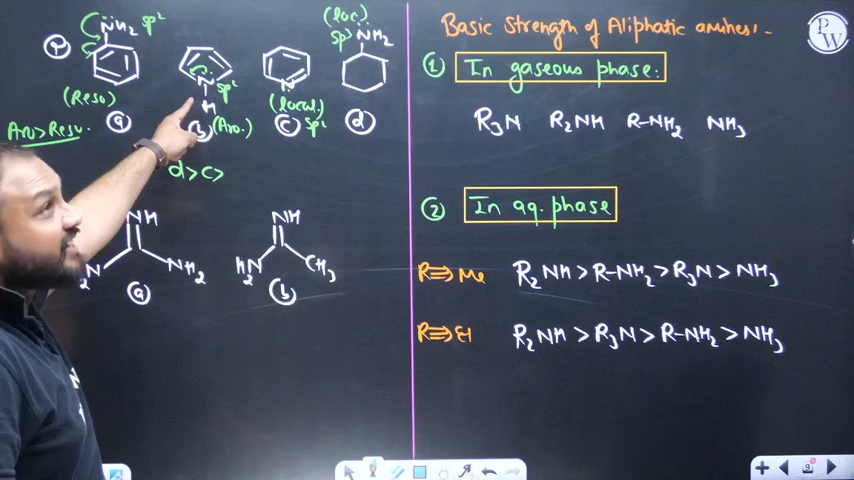 Q
NH2 sp²
(Reso)
ⓐ
N sp²
H
ⓑ (Aro.)
N
(local.)
ⓒ sp²
(loc.)
sp³ NH2
ⓓ
Aro > Reso.
d > c >
NH
NH2
ⓐ
NH
H2N CH3
ⓑ
Basic Strength of Aliphatic amines:-
① In gaseous phase:
R3N R2NH R-NH2 NH3
② In aq. phase
R⇒Me R2NH > R-NH2 > R3N > NH3
R⇒Et R2NH > R3N > R-NH2 > NH3
PW
9